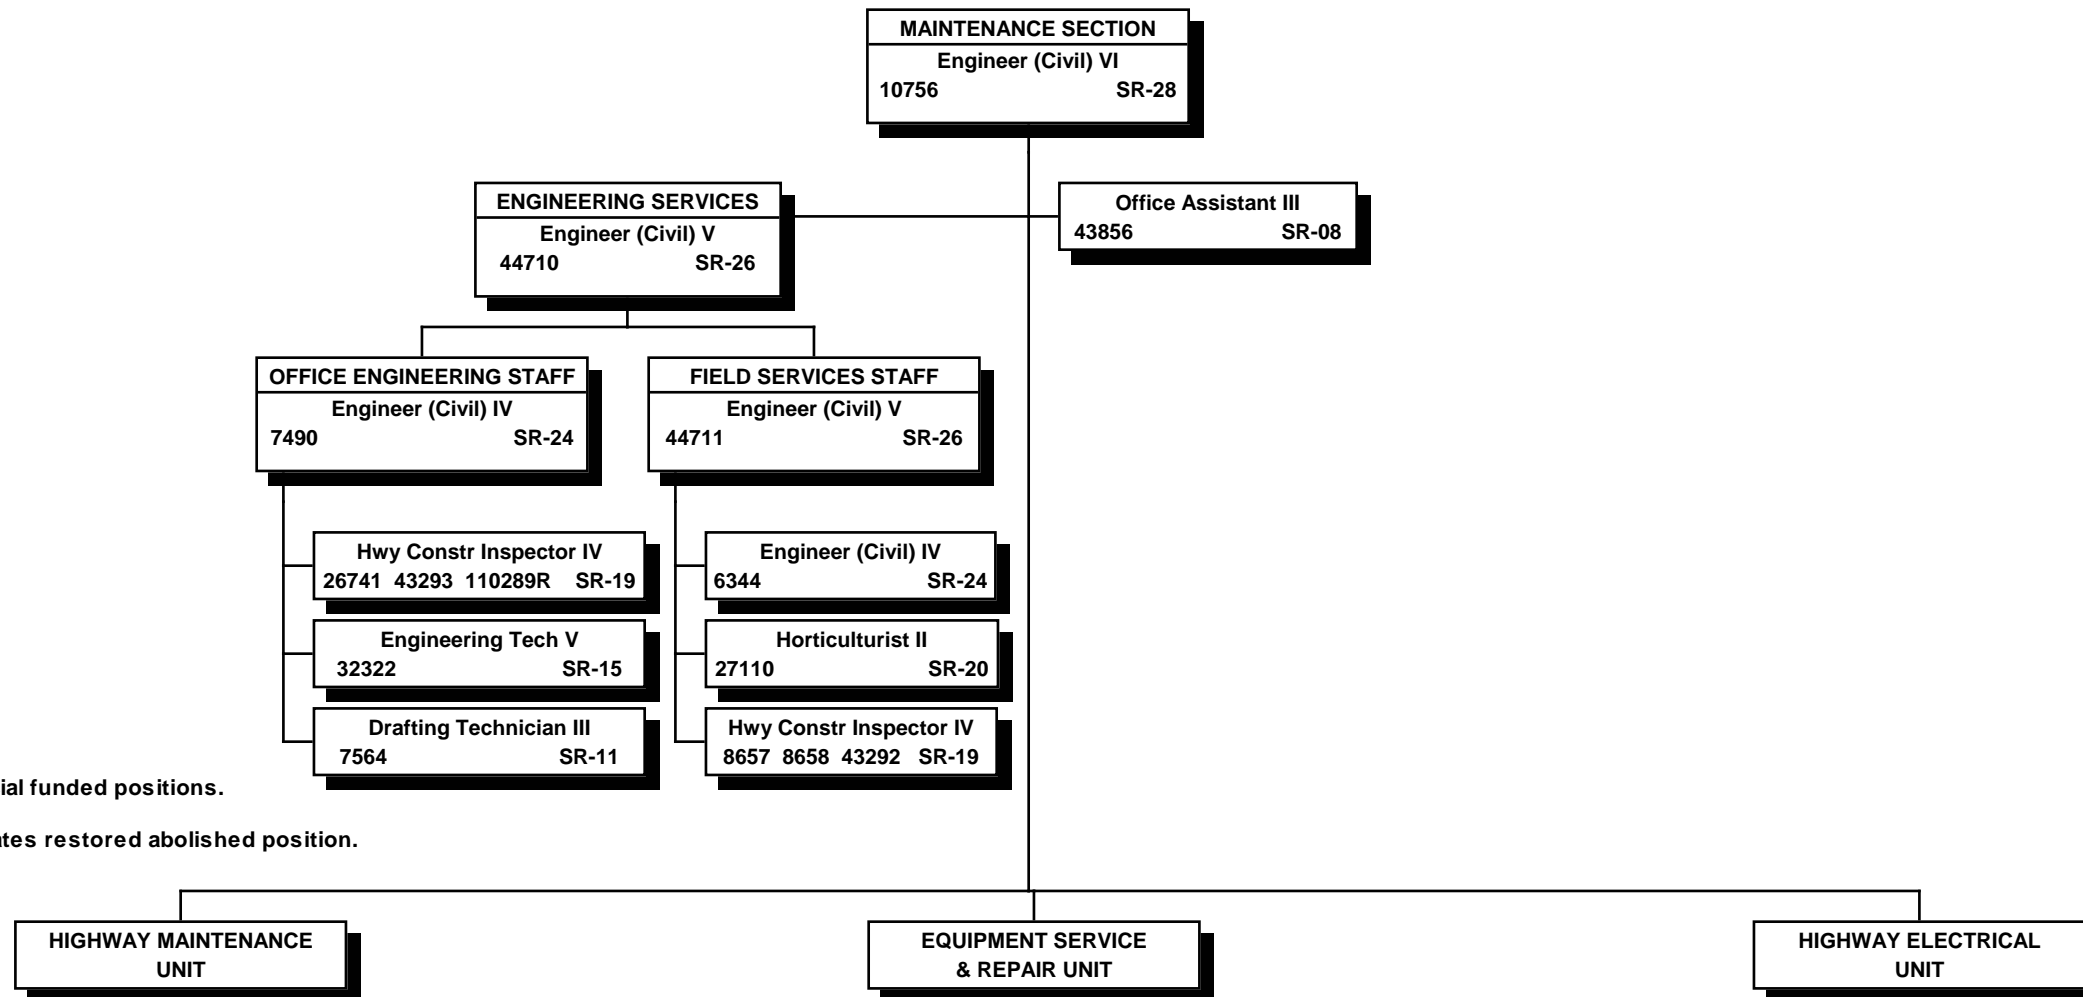 MAINTENANCE SECTION
Engineer (Civil) VI
10756 SR-28
ENGINEERING SERVICES
Engineer (Civil) V
44710 SR-26
Office Assistant III
43856 SR-08
OFFICE ENGINEERING STAFF
Engineer (Civil) IV
7490 SR-24
FIELD SERVICES STAFF
Engineer (Civil) V
44711 SR-26
Hwy Constr Inspector IV
26741 43293 110289R SR-19
Engineering Tech V
32322 SR-15
Drafting Technician III
7564 SR-11
Engineer (Civil) IV
6344 SR-24
Horticulturist II
27110 SR-20
Hwy Constr Inspector IV
8657 8658 43292 SR-19
funded positions.
restored abolished position.
HIGHWAY MAINTENANCE
UNIT
EQUIPMENT SERVICE
& REPAIR UNIT
HIGHWAY ELECTRICAL
UNIT